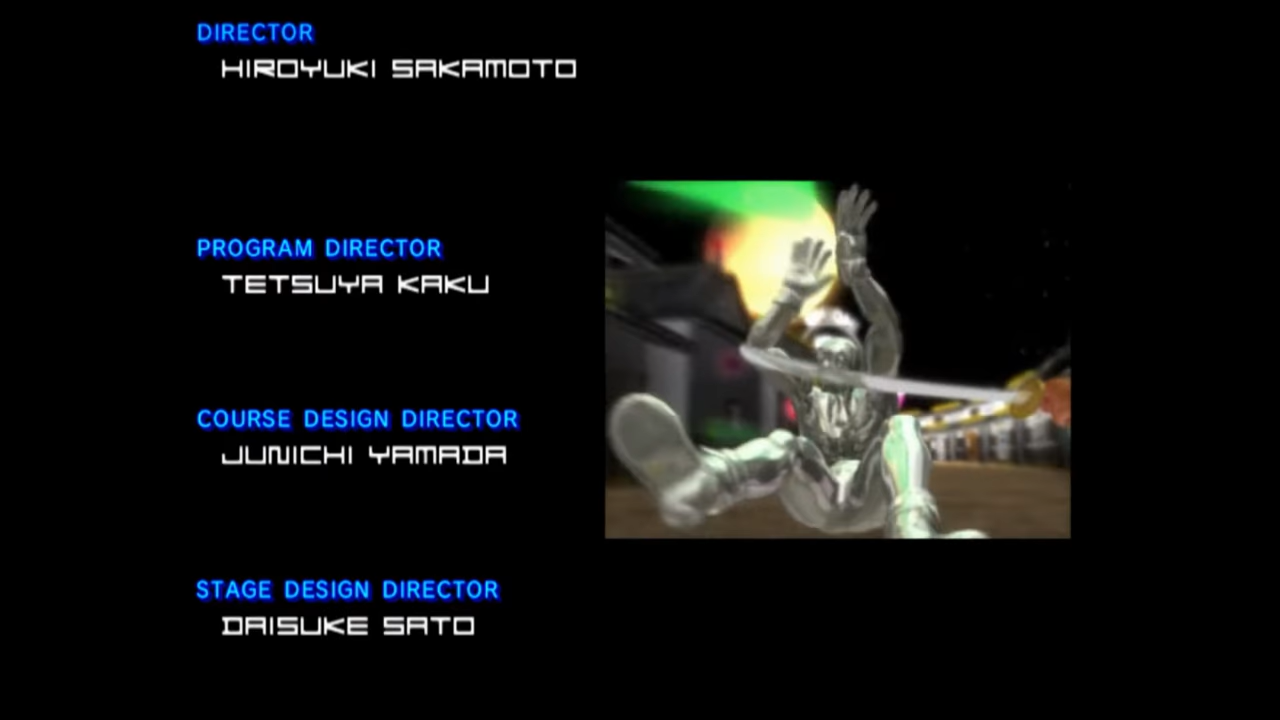 DIRECTOR
HIROYUKI SAKAMOTO
PROGRAM DIRECTOR
TETSUYA KAKU
COURSE DESIGN DIRECTOR
JUNICHI YAMADA
STAGE DESIGN DIRECTOR
DAISUKE SATO